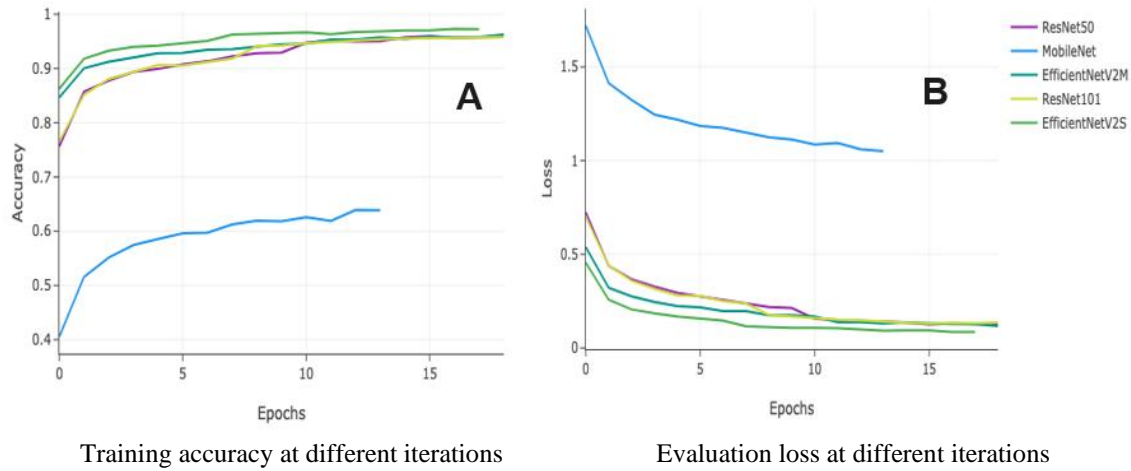 1
0.9
0.8
0.7
0.6
0.5
0.4
Accuracy
A
0
5
10
15
Epochs
Training accuracy at different iterations
1.5
1
0.5
0
Loss
B
0
5
10
15
Epochs
Evaluation loss at different iterations
ResNet50
MobileNet
EfficientNetV2M
ResNet101
EfficientNetV2S